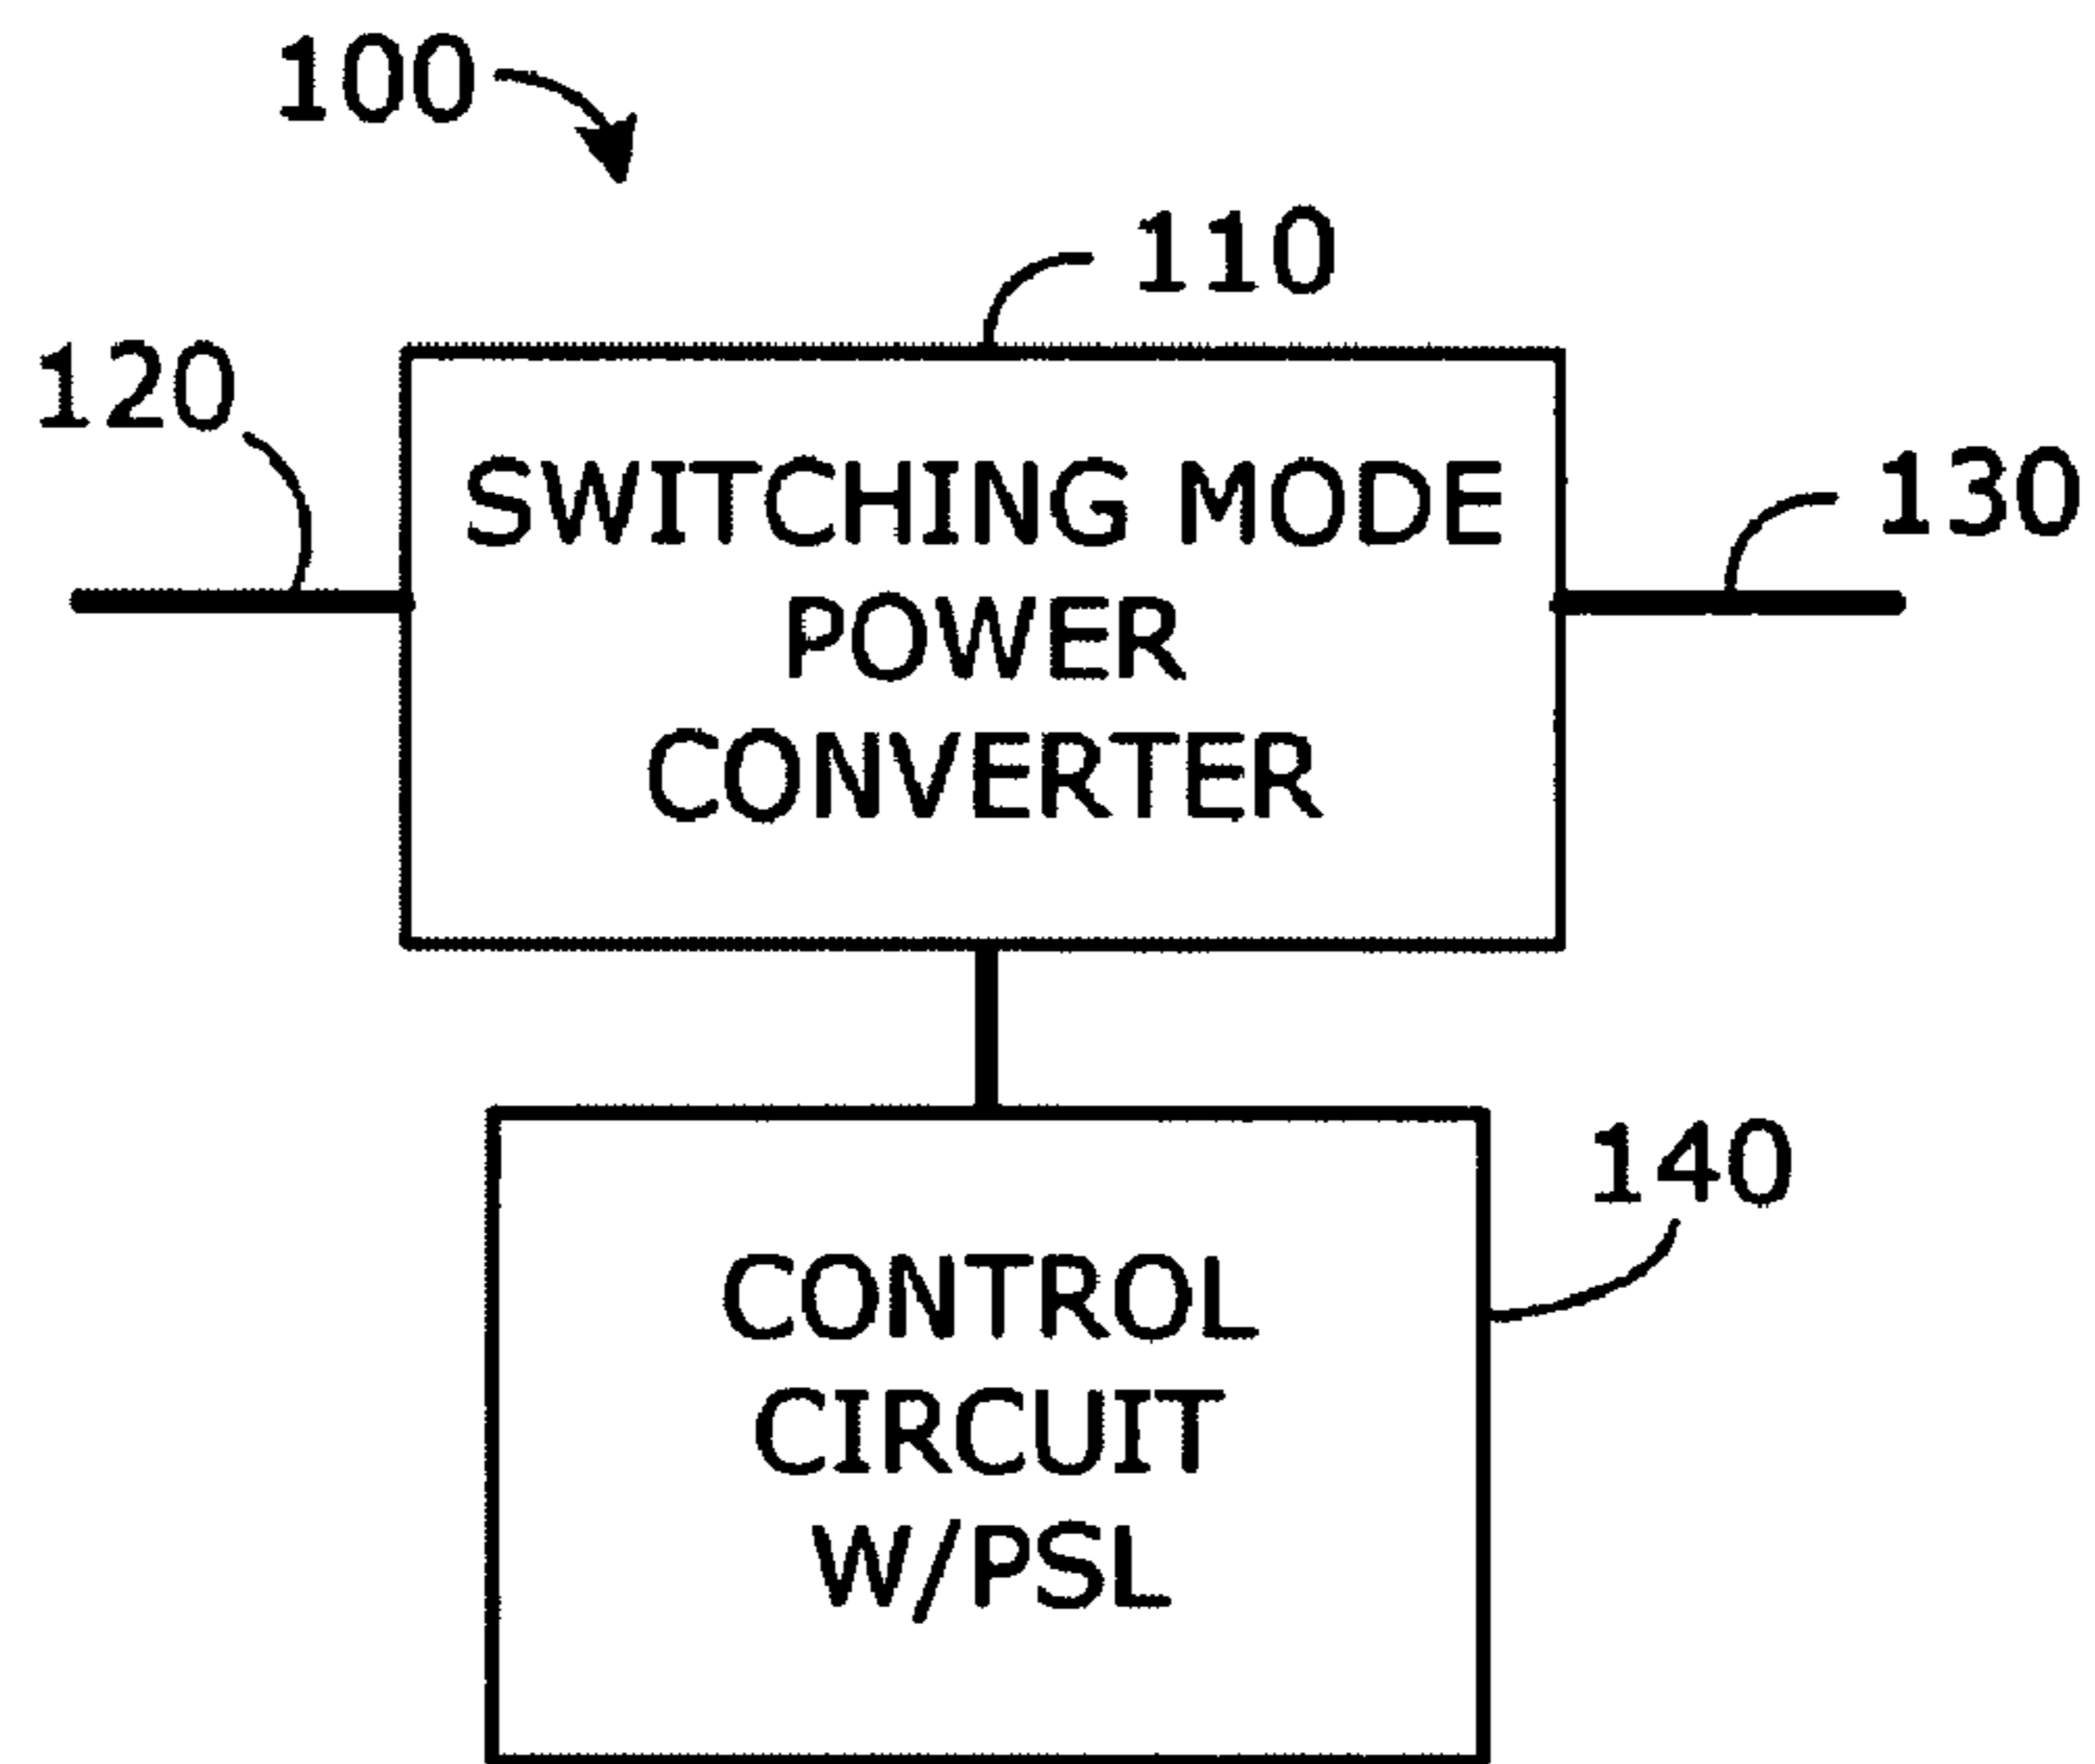 100
110
120
SWITCHING MODE
130
POWER
CONVERTER
140
CONTROL
CIRCUIT
W/PSL